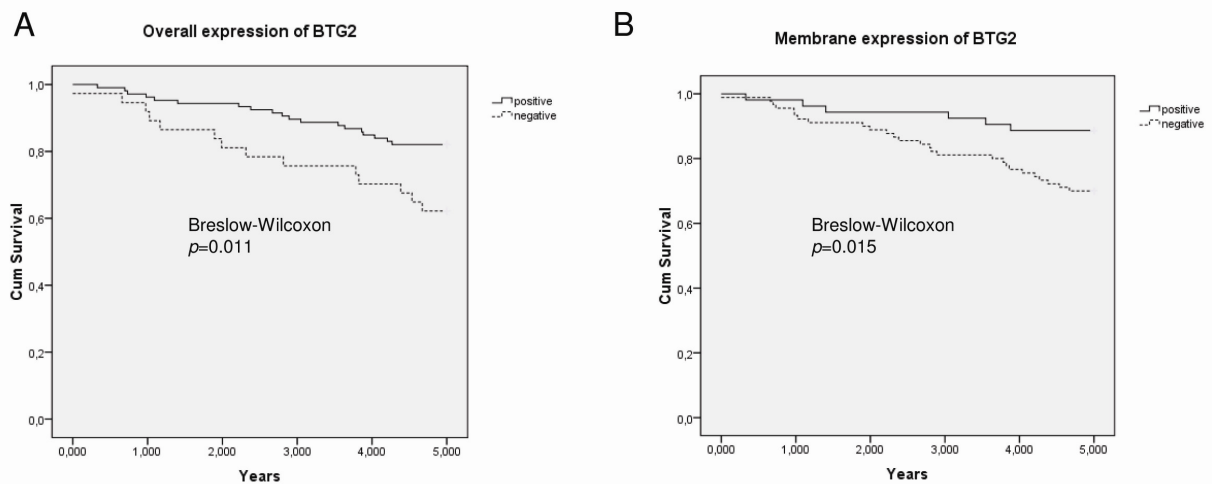 A
Overall expression of BTG2
1,0
0,8
0,6
0,4
0,2
0,0
Cum Survival
0,000 1,000 2,000 3,000 4,000 5,000
Years
positive
negative
Breslow-Wilcoxon
p=0.011
B
Membrane expression of BTG2
1,0
0,8
0,6
0,4
0,2
0,0
Cum Survival
0,000 1,000 2,000 3,000 4,000 5,000
Years
positive
negative
Breslow-Wilcoxon
p=0.015